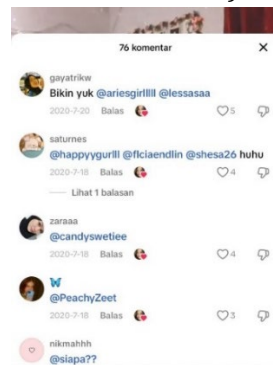 76 komentar
gayatrikw
Bikin yuk @ariesgirlllll @lessasaa
2020-7-20 Balas 5
saturnes
@happyygurlll @flciaendlin @shesa26 huhu
2020-7-18 Balas 4
Lihat 1 balasan
zaraaa
@candyswetiee
2020-7-18 Balas 4
@PeachyZeet
2020-7-18 Balas 3
nikmahhh
@siapa??